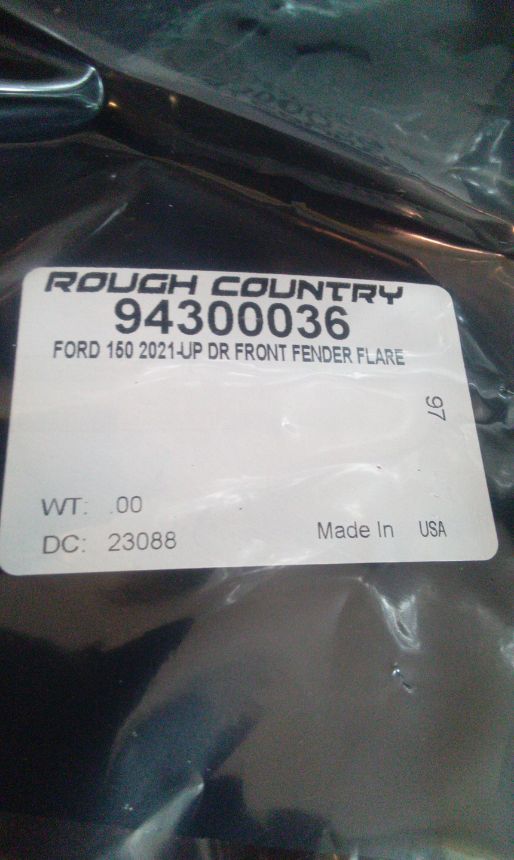 ROUGH COUNTRY
94300036
FORD 150 2021-UP DR FRONT FENDER FLARE
97
WT: .00
DC: 23088
Made In USA